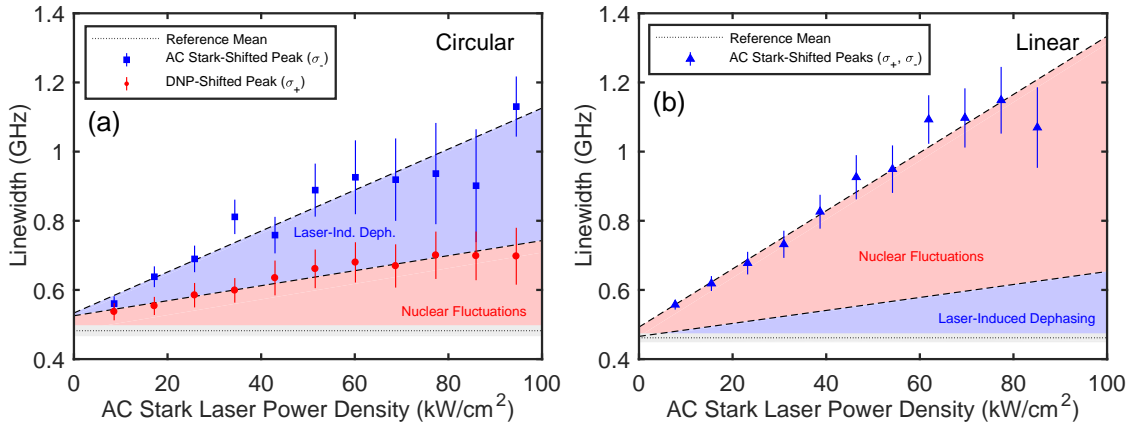 1.4
1.2
1
0.8
0.6
0.4
Linewidth (GHz)
Reference Mean
AC Stark-Shifted Peak (σ-)
DNP-Shifted Peak (σ+)
Circular
(a)
Laser-Ind. Deph.
Nuclear Fluctuations
0 20 40 60 80 100
AC Stark Laser Power Density (kW/cm²)
1.4
1.2
1
0.8
0.6
0.4
Linewidth (GHz)
Reference Mean
AC Stark-Shifted Peaks (σ+, σ-)
Linear
(b)
Nuclear Fluctuations
Laser-Induced Dephasing
0 20 40 60 80 100
AC Stark Laser Power Density (kW/cm²)